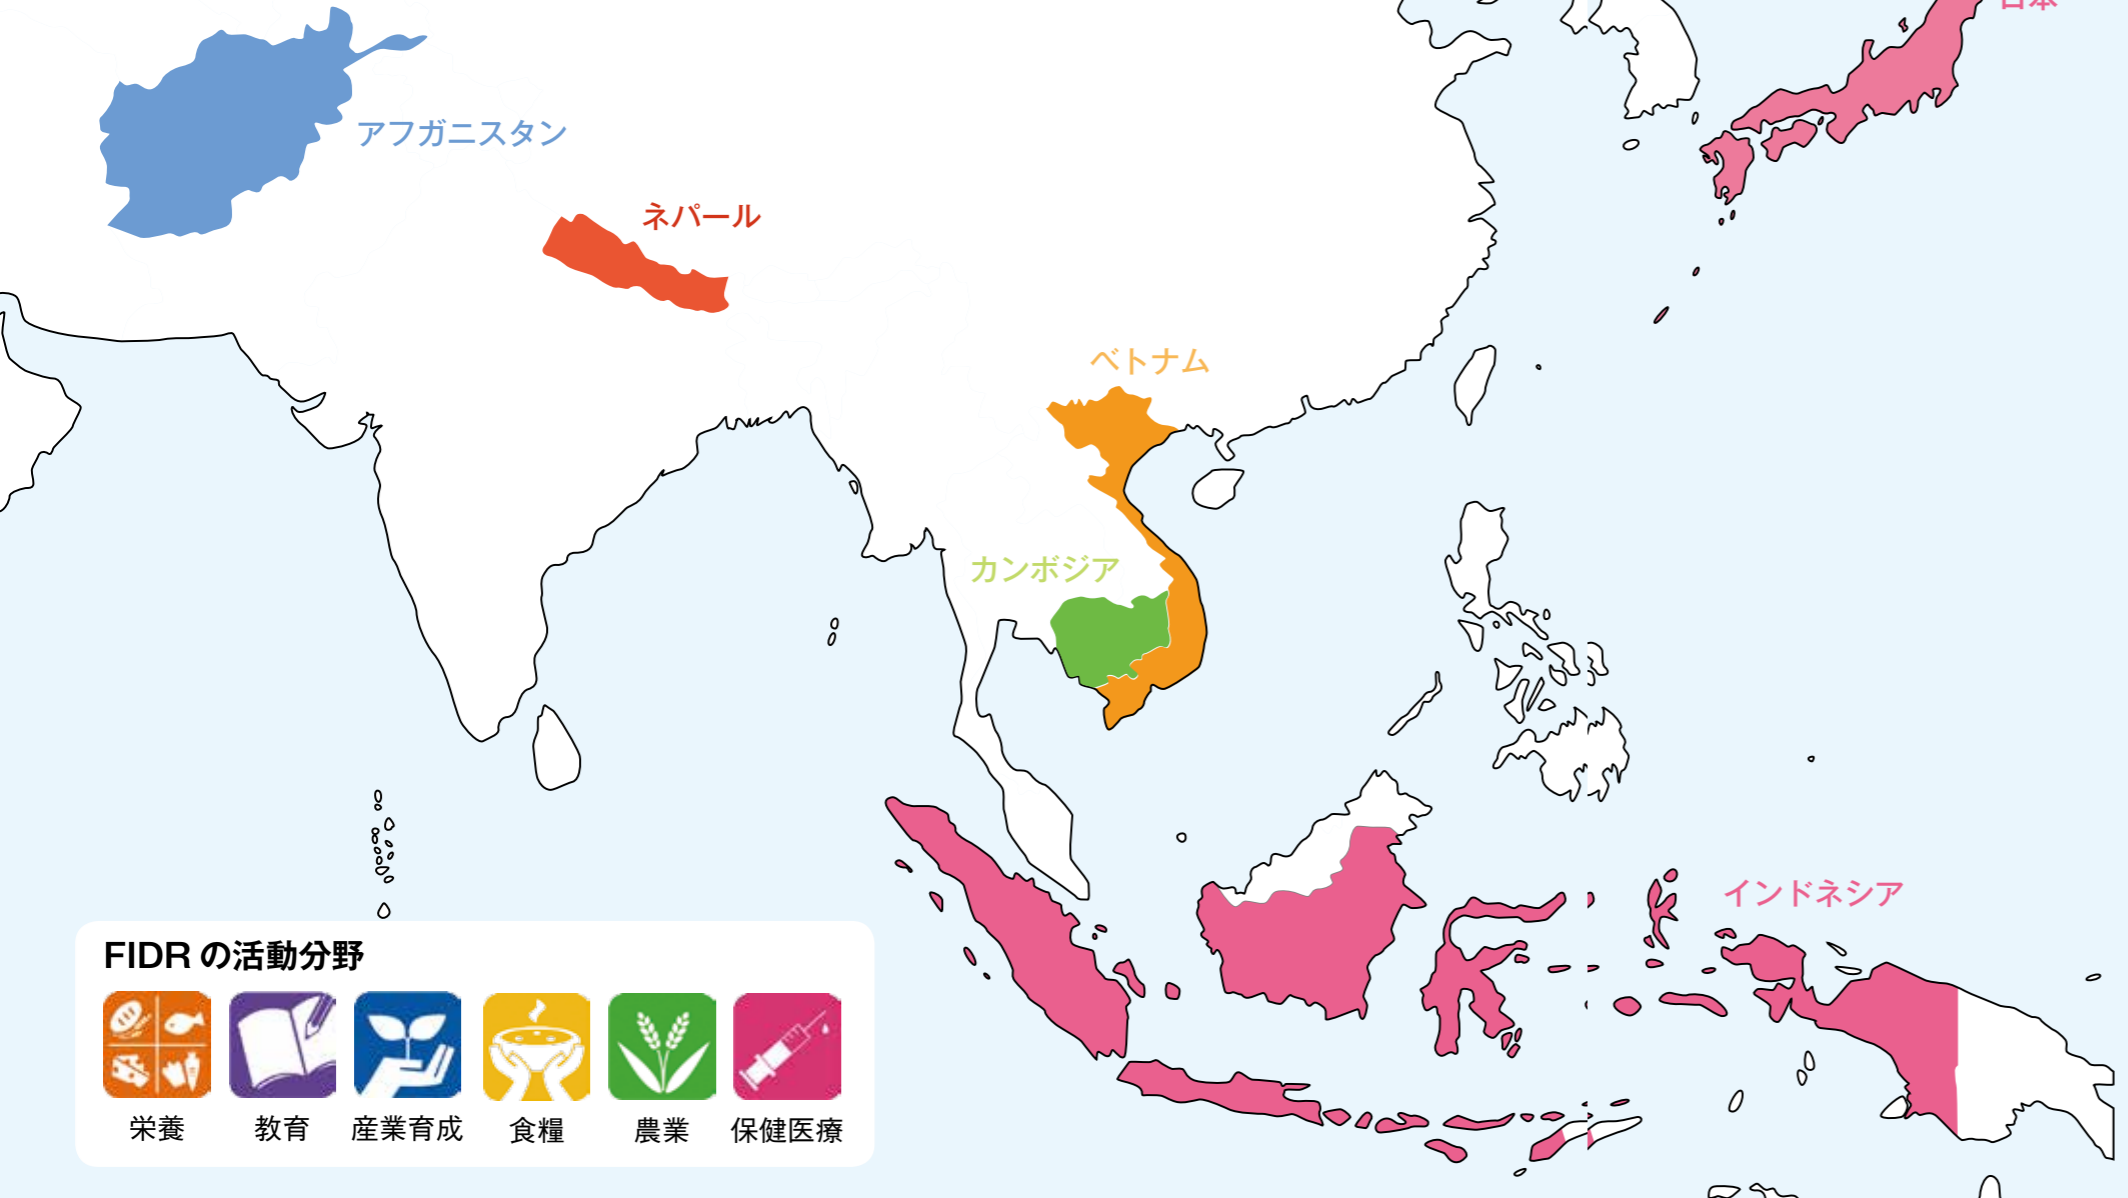 日本
アフガニスタン
ネパール
ベトナム
カンボジア
インドネシア
FIDR の活動分野
栄養 教育 産業育成 食糧 農業 保健医療